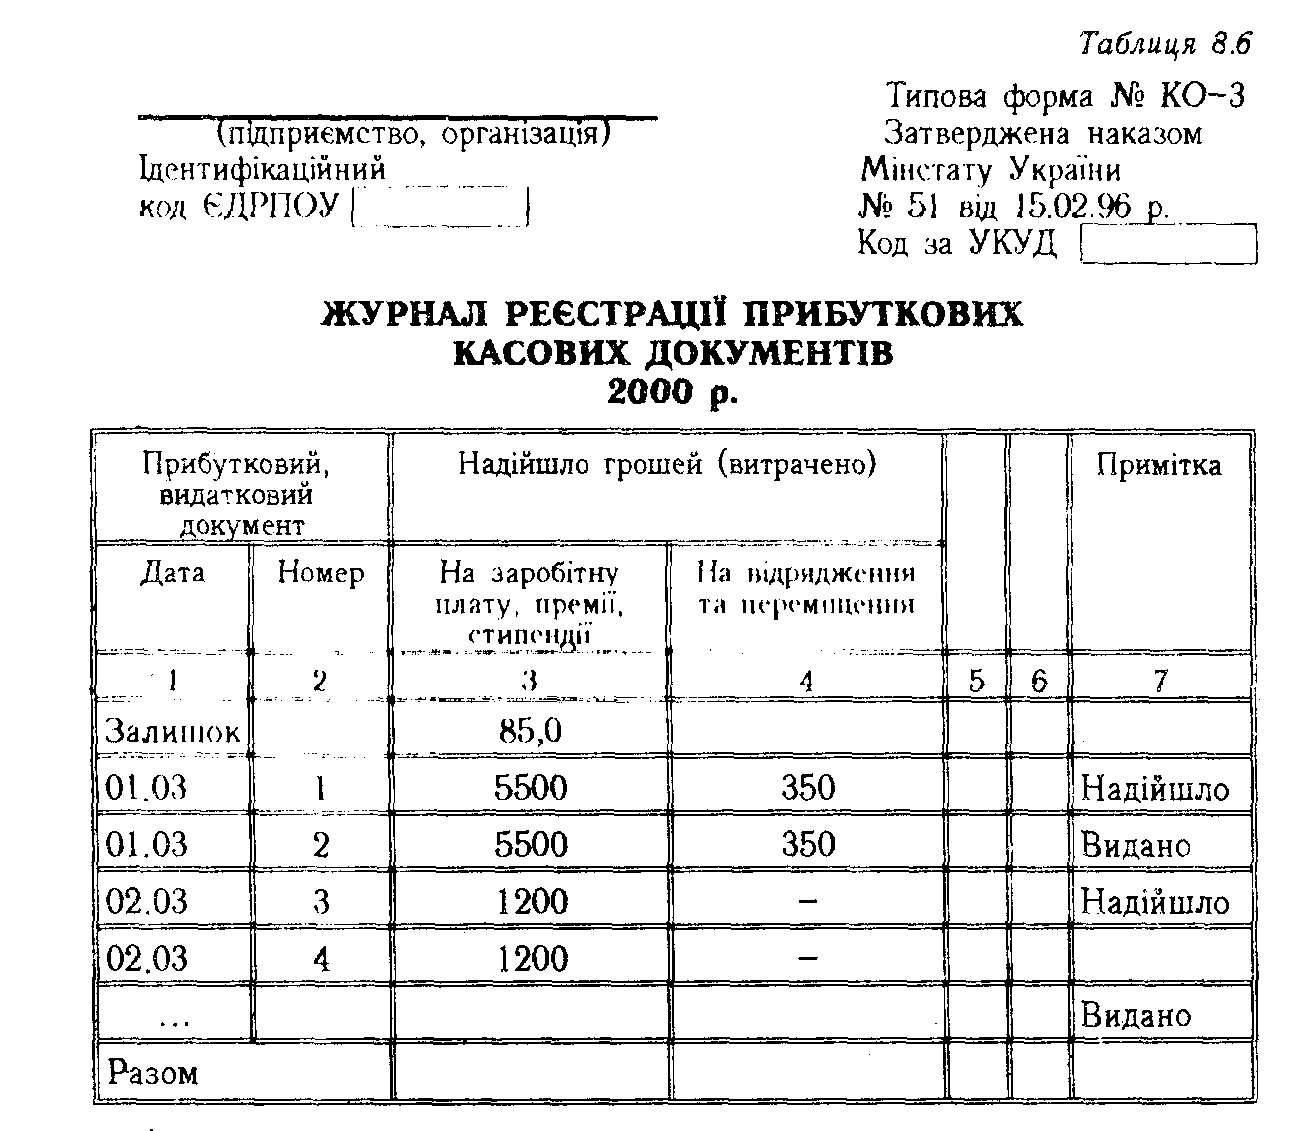 Таблиця 8.6
Типова форма № КО–3
(підприємство, організація)
Затверджена наказом
Ідентифікаційний
Мінстату України
код ЄДРПОУ
№ 51 від 15.02.96 р.
Код за УКУД
ЖУРНАЛ РЕЄСТРАЦІЇ ПРИБУТКОВИХ
КАСОВИХ ДОКУМЕНТІВ
2000 р.
Прибутковий,
видатковий
документ
Надійшло грошей (витрачено)
Примітка
Дата
Номер
На заробітну
плату, премії,
стипендії
На відрядження
та переміщення
1 2 3 4 5 6 7
Залишок 85,0
01.03 1 5500 350 Надійшло
01.03 2 5500 350 Видано
02.03 3 1200 – Надійшло
02.03 4 1200 –
... Видано
Разом